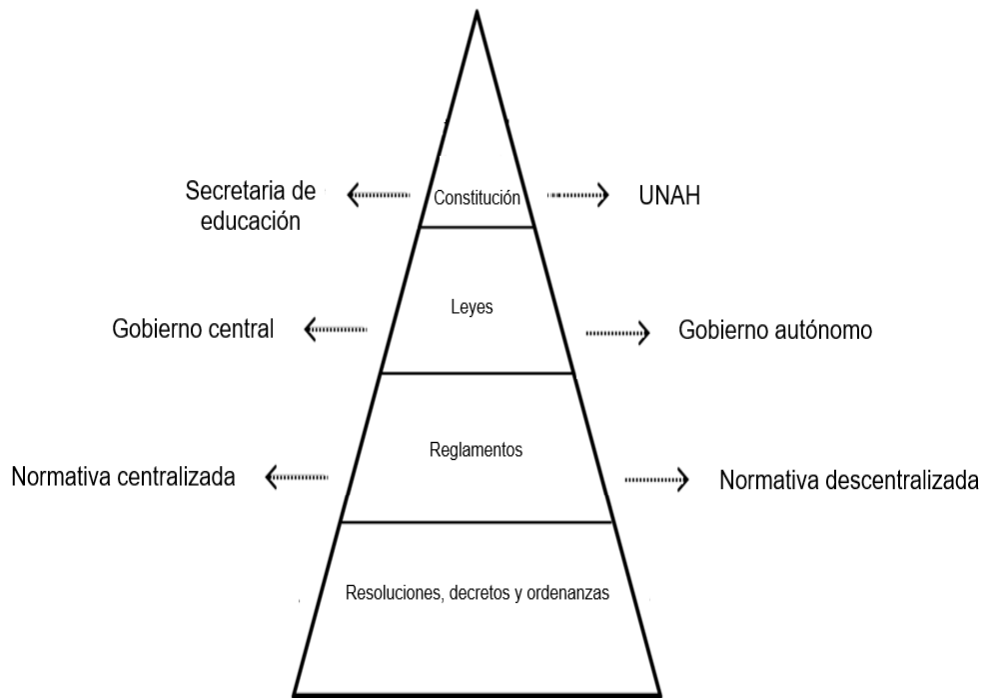 Secretaria de
educación
Constitución
UNAH
Gobierno central
Leyes
Gobierno autónomo
Normativa centralizada
Reglamentos
Normativa descentralizada
Resoluciones, decretos y ordenanzas